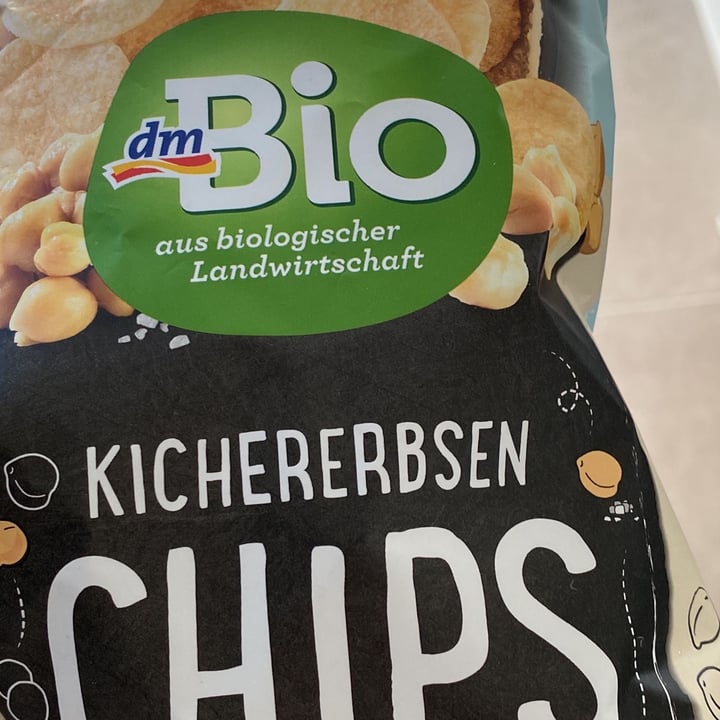 dm Bio
aus biologischer
Landwirtschaft
KICHERERBSEN
CHIPS